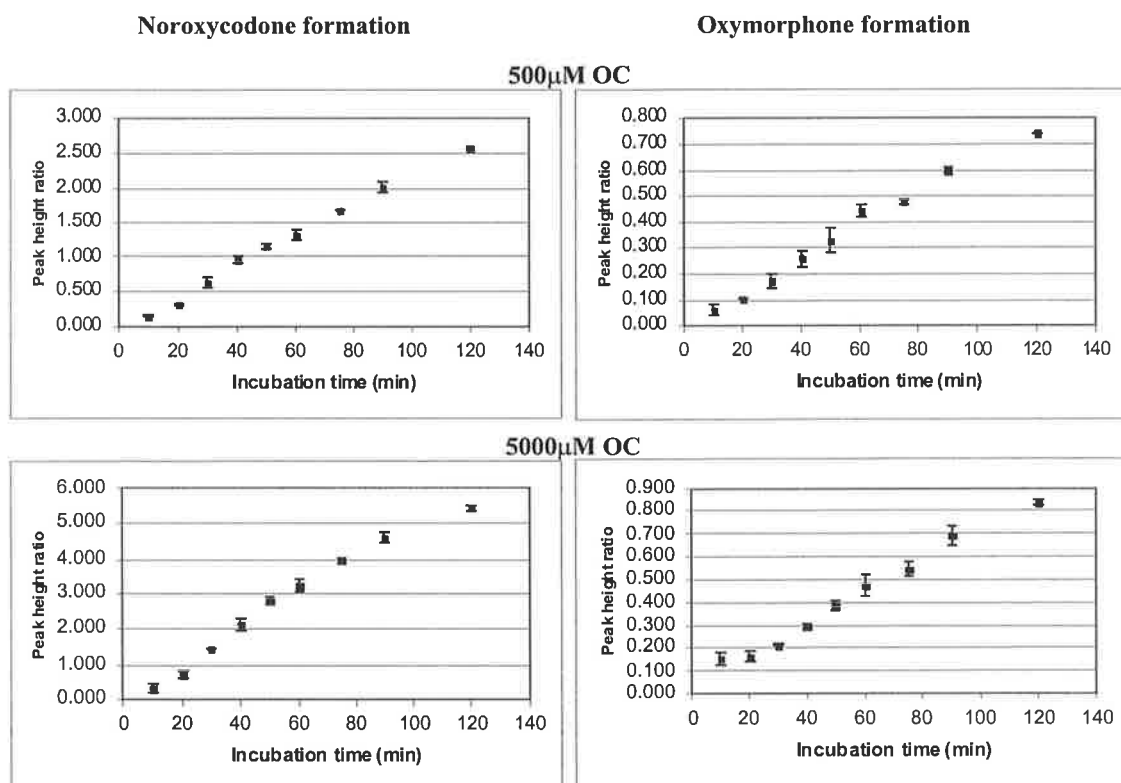 Noroxycodone formation
Oxymorphone formation
500μM OC
3.000
2.500
2.000
1.500
1.000
0.500
0.000
Peak height ratio
0 20 40 60 80 100 120 140
Incubation time (min)
0.800
0.700
0.600
0.500
0.400
0.300
0.200
0.100
0.000
Peak height ratio
0 20 40 60 80 100 120 140
Incubation time (min)
5000μM OC
6.000
5.000
4.000
3.000
2.000
1.000
0.000
Peak height ratio
0 20 40 60 80 100 120 140
Incubation time (min)
0.900
0.800
0.700
0.600
0.500
0.400
0.300
0.200
0.100
0.000
Peak height ratio
0 20 40 60 80 100 120 140
Incubation time (min)